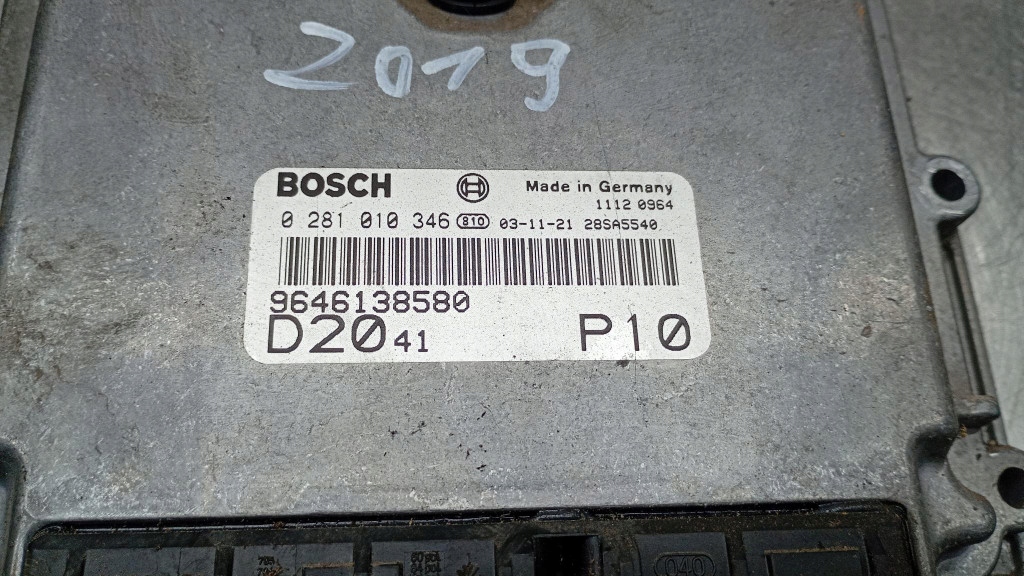 2019
BOSCH Made in Germany
1112 0964
0 281 010 346 810 03-11-21 28SA5540
9646138580
D20 41 P10
040